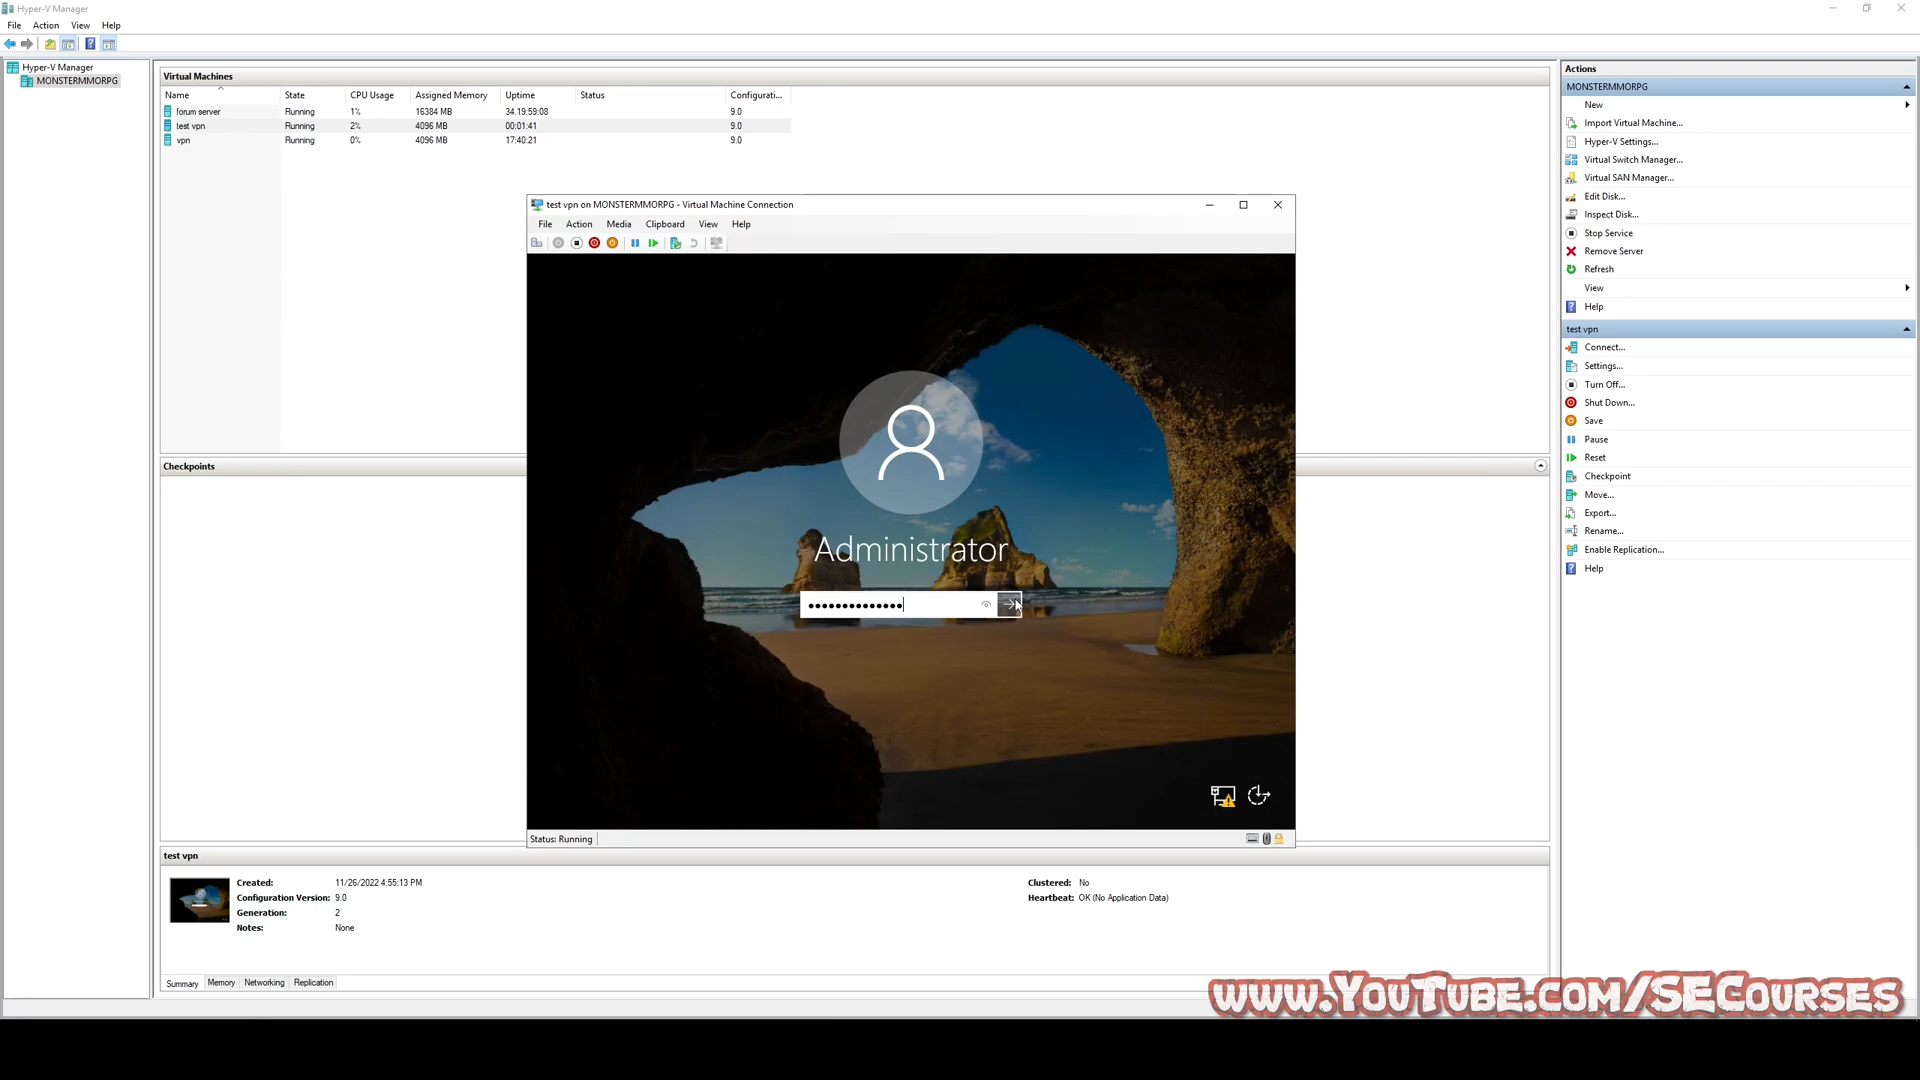 Hyper-V Manager
File Action View Help
Hyper-V Manager
MONSTERMMORPG
Virtual Machines
Name State CPU Usage Assigned Memory Uptime Status Configurati...
forum server Running 1% 16384 MB 34.19:59:08 9.0
test vpn Running 2% 4096 MB 00:01:41 9.0
vpn Running 0% 4096 MB 17:40:21 9.0
test vpn on MONSTERMMORPG - Virtual Machine Connection
File Action Media Clipboard View Help
Administrator
••••••••••••••
Status: Running
Checkpoints
test vpn
Created: 11/26/2022 4:55:13 PM
Configuration Version: 9.0
Generation: 2
Notes: None
Clustered: No
Heartbeat: OK (No Application Data)
Summary Memory Networking Replication
Actions
MONSTERMMORPG
New
Import Virtual Machine...
Hyper-V Settings...
Virtual Switch Manager...
Virtual SAN Manager...
Edit Disk...
Inspect Disk...
Stop Service
Remove Server
Refresh
View
Help
test vpn
Connect...
Settings...
Turn Off...
Shut Down...
Save
Pause
Reset
Checkpoint
Move...
Export...
Rename...
Enable Replication...
Help
www.YouTube.com/SECourses